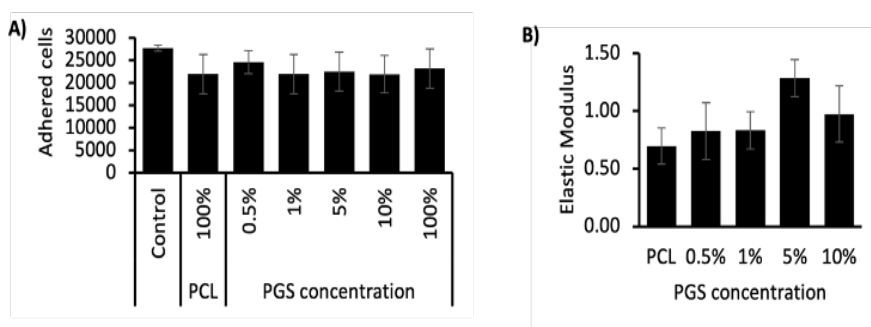 A)
Adhered cells
30000
25000
20000
15000
10000
5000
0
Control
100%
0.5%
1%
5%
10%
100%
PCL
PGS concentration
B)
Elastic Modulus
1.50
1.00
0.50
0.00
PCL 0.5% 1% 5% 10%
PGS concentration